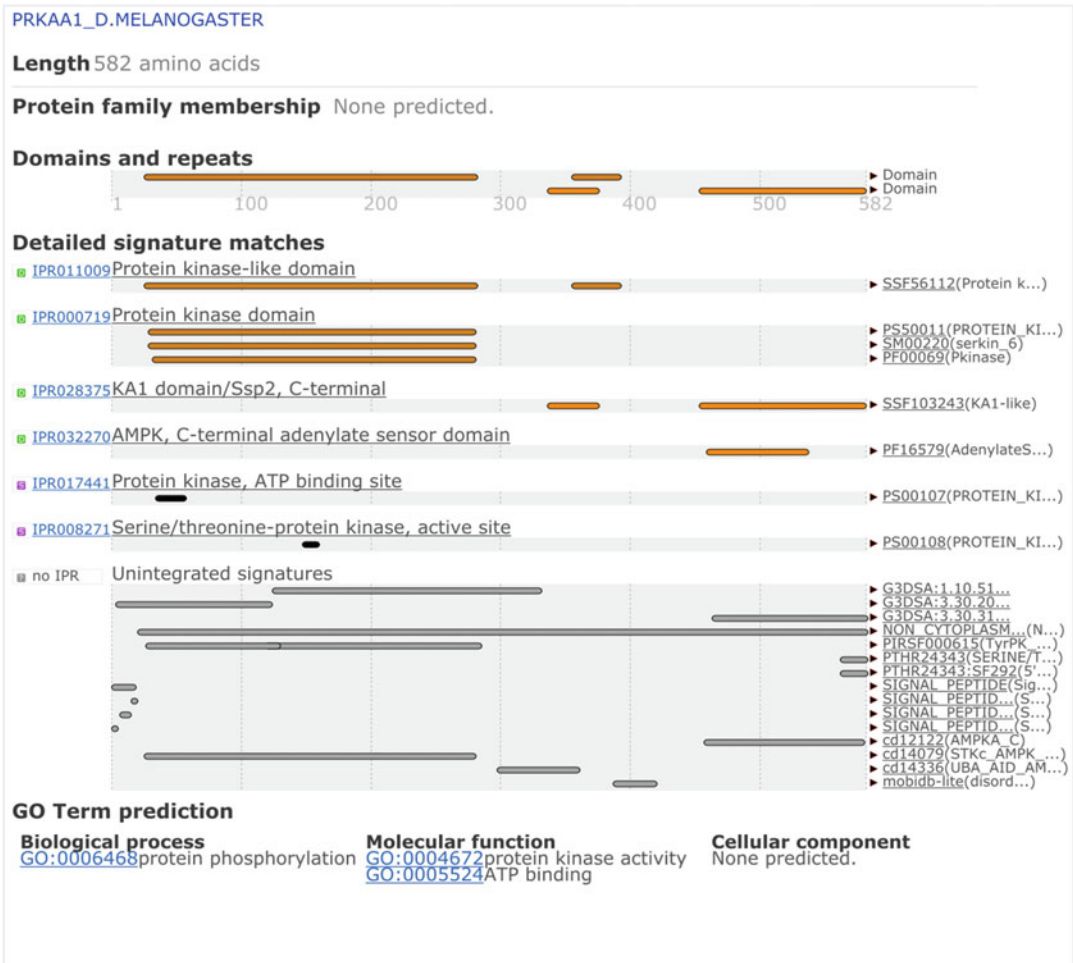 PRKAA1_D.MELANOGASTER
Length 582 amino acids
Protein family membership None predicted.
Domains and repeats
Domain
Domain
1 100 200 300 400 500 582
Detailed signature matches
IPR011009 Protein kinase-like domain
SSF56112(Protein k...)
IPR000719 Protein kinase domain
PS50011(PROTEIN_KI...)
SM00220(serkin_6)
PF00069(Pkinase)
IPR028375 KA1 domain/Ssp2, C-terminal
SSF103243(KA1-like)
IPR032270 AMPK, C-terminal adenylate sensor domain
PF16579(AdenylateS...)
IPR017441 Protein kinase, ATP binding site
PS00107(PROTEIN_KI...)
IPR008271 Serine/threonine-protein kinase, active site
PS00108(PROTEIN_KI...)
no IPR Unintegrated signatures
G3DSA:1.10.51...
G3DSA:3.30.20...
G3DSA:3.30.31...
NON_CYTOPLASM...(N...)
PIRSF000615(TyrPK_...)
PTHR24343(SERINE/T...)
PTHR24343:SF292(5'...)
SIGNAL_PEPTIDE(Sig...)
SIGNAL_PEPTID...(S...)
SIGNAL_PEPTID...(S...)
SIGNAL_PEPTID...(S...)
cd12122(AMPKA_C)
cd14079(STKc_AMPK_...)
cd14336(UBA_AID_AM...)
mobidb-lite(disord...)
GO Term prediction
Biological process Molecular function Cellular component
GO:0006468 protein phosphorylation GO:0004672 protein kinase activity None predicted.
GO:0005524 ATP binding